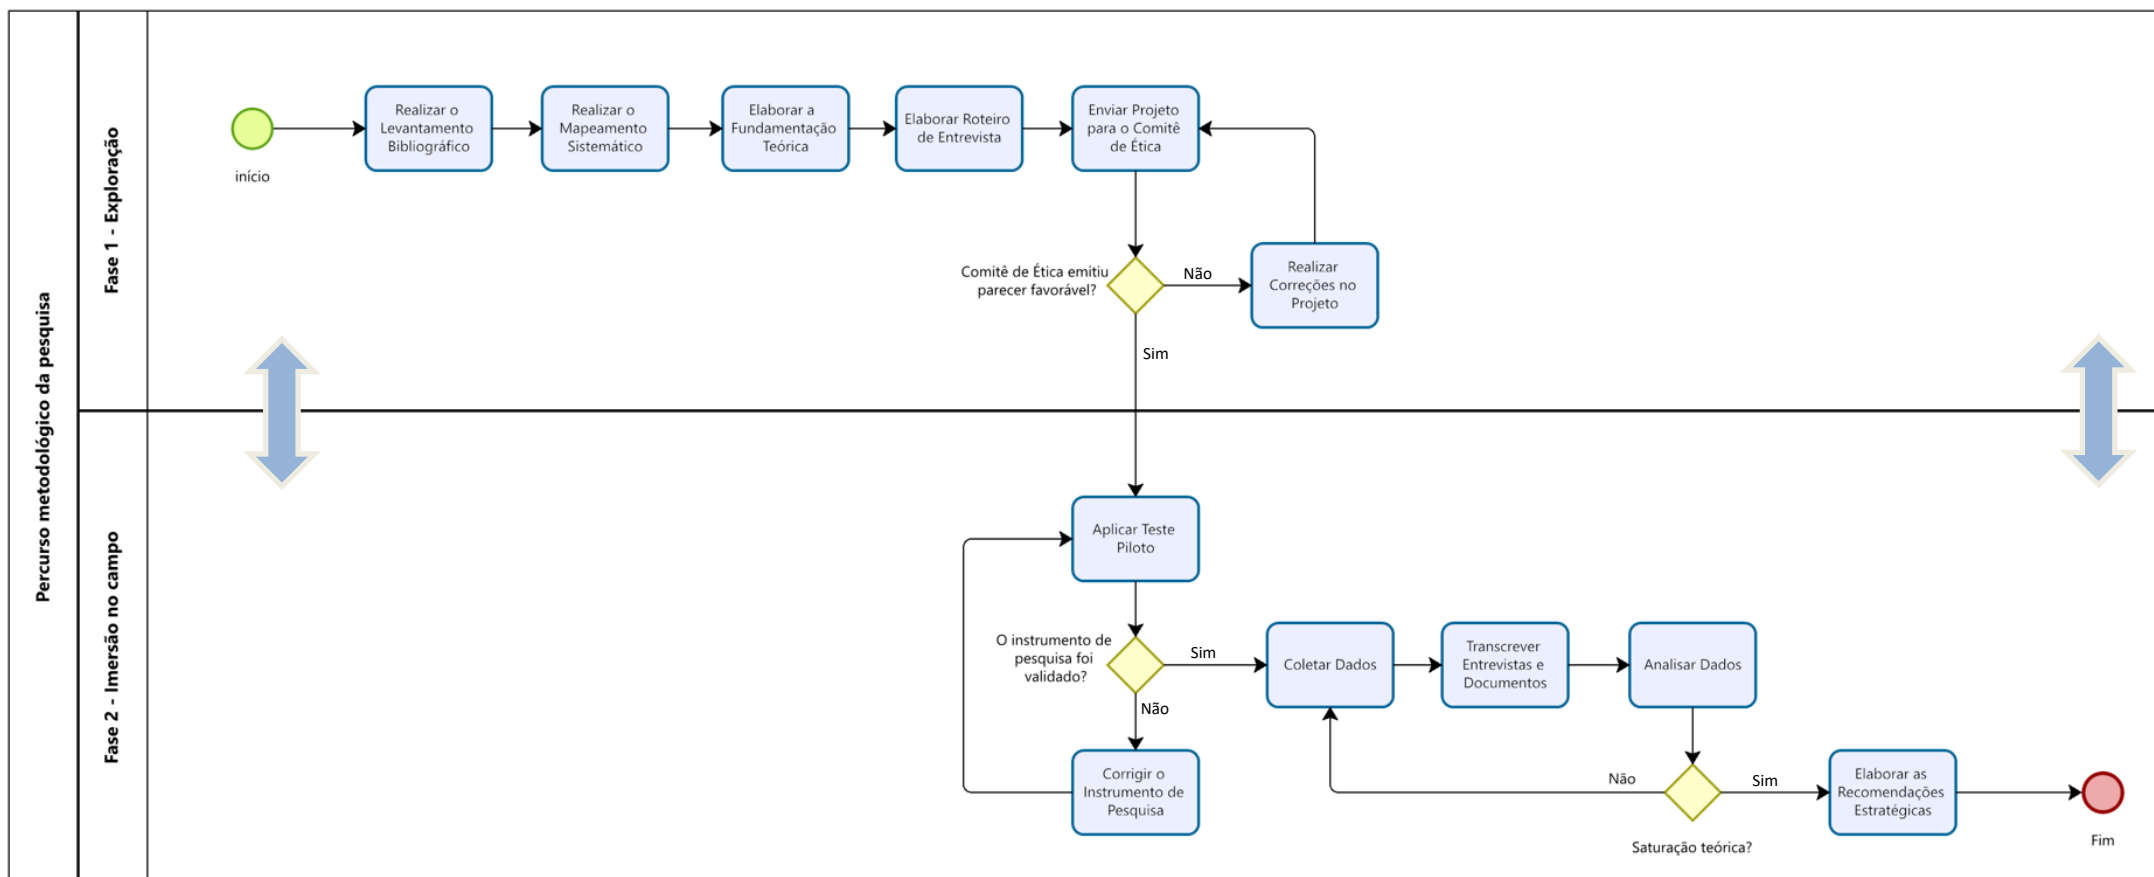 Percurso metodológico da pesquisa
Fase 1 - Exploração
início
Realizar o
Levantamento
Bibliográfico
Realizar o
Mapeamento
Sistemático
Elaborar a
Fundamentação
Teórica
Elaborar Roteiro
de Entrevista
Enviar Projeto
para o Comitê
de Ética
Comitê de Ética emitiu
parecer favorável?
Não
Realizar
Correções no
Projeto
Sim
Fase 2 - Imersão no campo
Aplicar Teste
Piloto
O instrumento de
pesquisa foi
validado?
Sim
Não
Corrigir o
Instrumento de
Pesquisa
Coletar Dados
Transcrever
Entrevistas e
Documentos
Analisar Dados
Não
Sim
Saturação teórica?
Elaborar as
Recomendações
Estratégicas
Fim